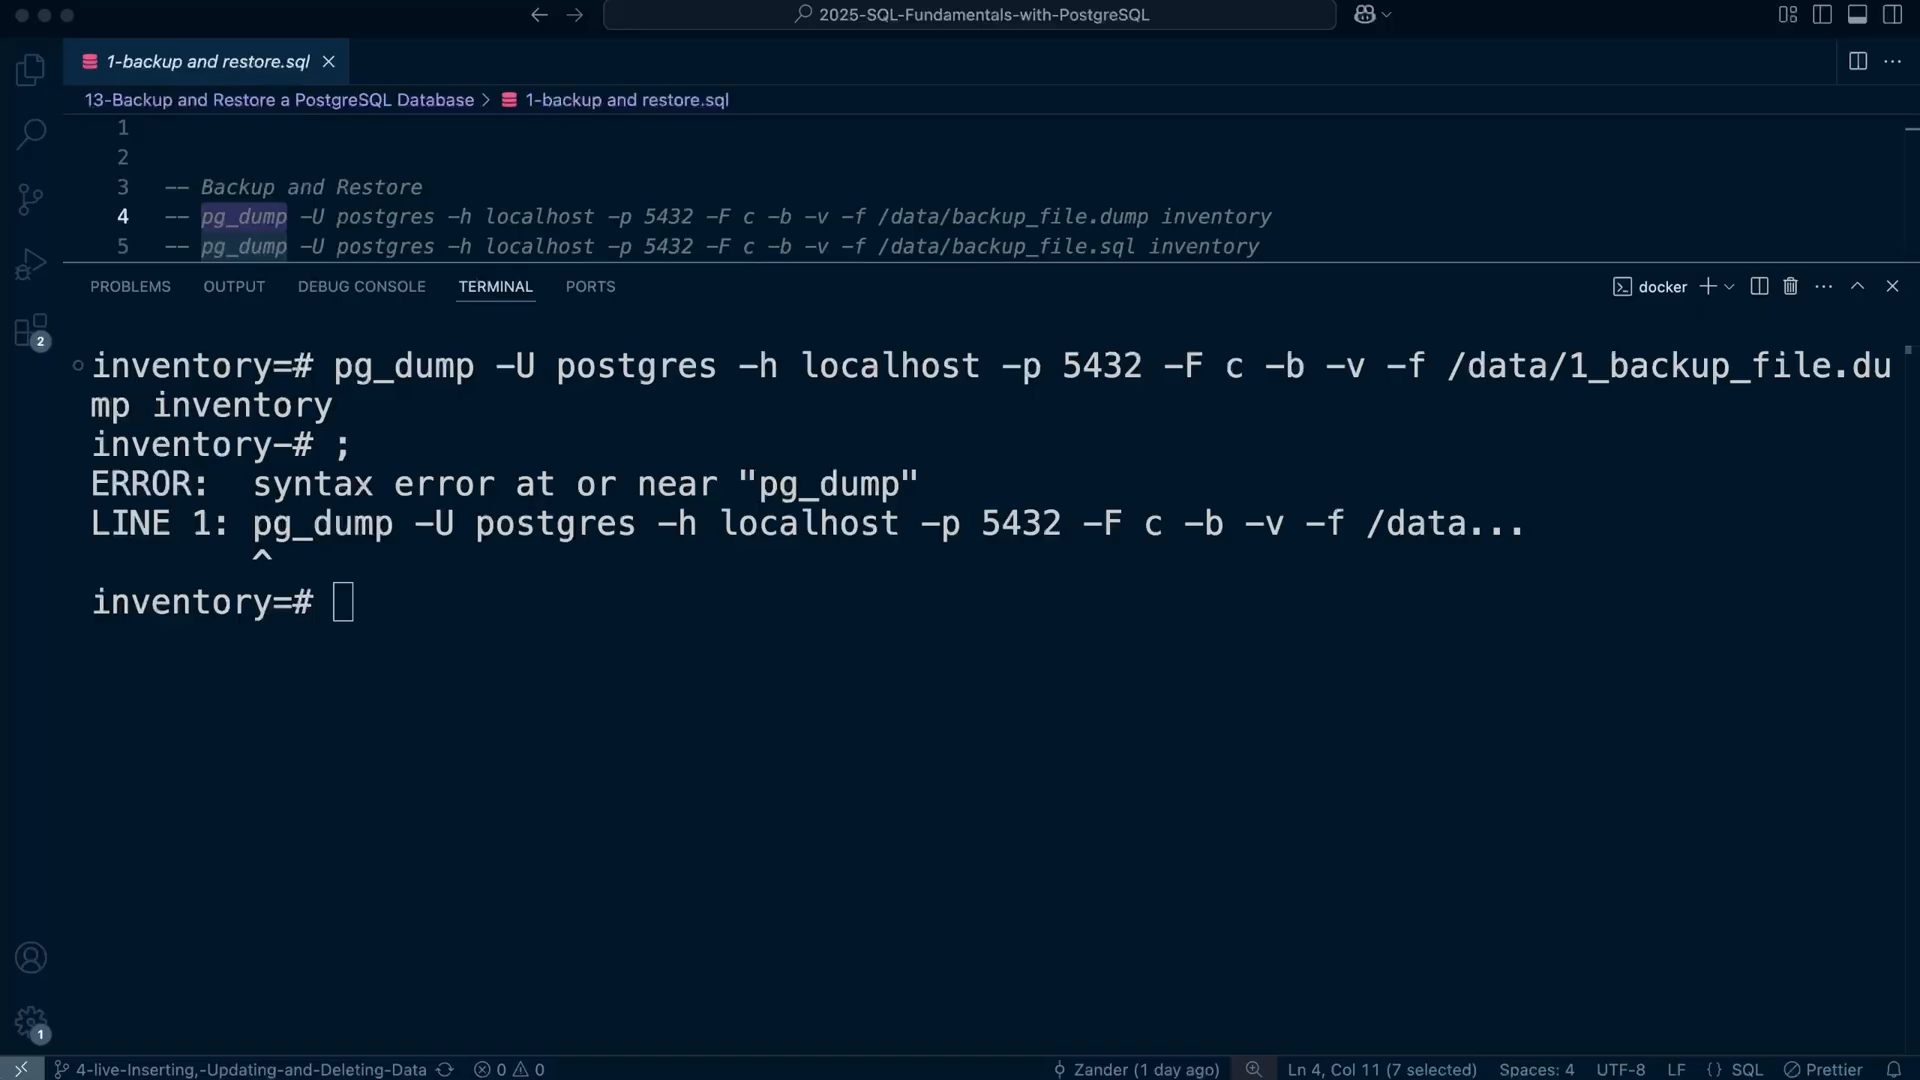 2025-SQL-Fundamentals-with-PostgreSQL
1-backup and restore.sql
13-Backup and Restore a PostgreSQL Database > 1-backup and restore.sql
1
2
3 -- Backup and Restore
4 -- pg_dump -U postgres -h localhost -p 5432 -F c -b -v -f /data/backup_file.dump inventory
5 -- pg_dump -U postgres -h localhost -p 5432 -F c -b -v -f /data/backup_file.sql inventory
PROBLEMS OUTPUT DEBUG CONSOLE TERMINAL PORTS docker
2
inventory=# pg_dump -U postgres -h localhost -p 5432 -F c -b -v -f /data/1_backup_file.du
mp inventory
inventory-# ;
ERROR:  syntax error at or near "pg_dump"
LINE 1: pg_dump -U postgres -h localhost -p 5432 -F c -b -v -f /data...
^
inventory=#
1
4-live-Inserting,-Updating-and-Deleting-Data 0 0 Zander (1 day ago) Ln 4, Col 11 (7 selected) Spaces: 4 UTF-8 LF {} SQL Prettier